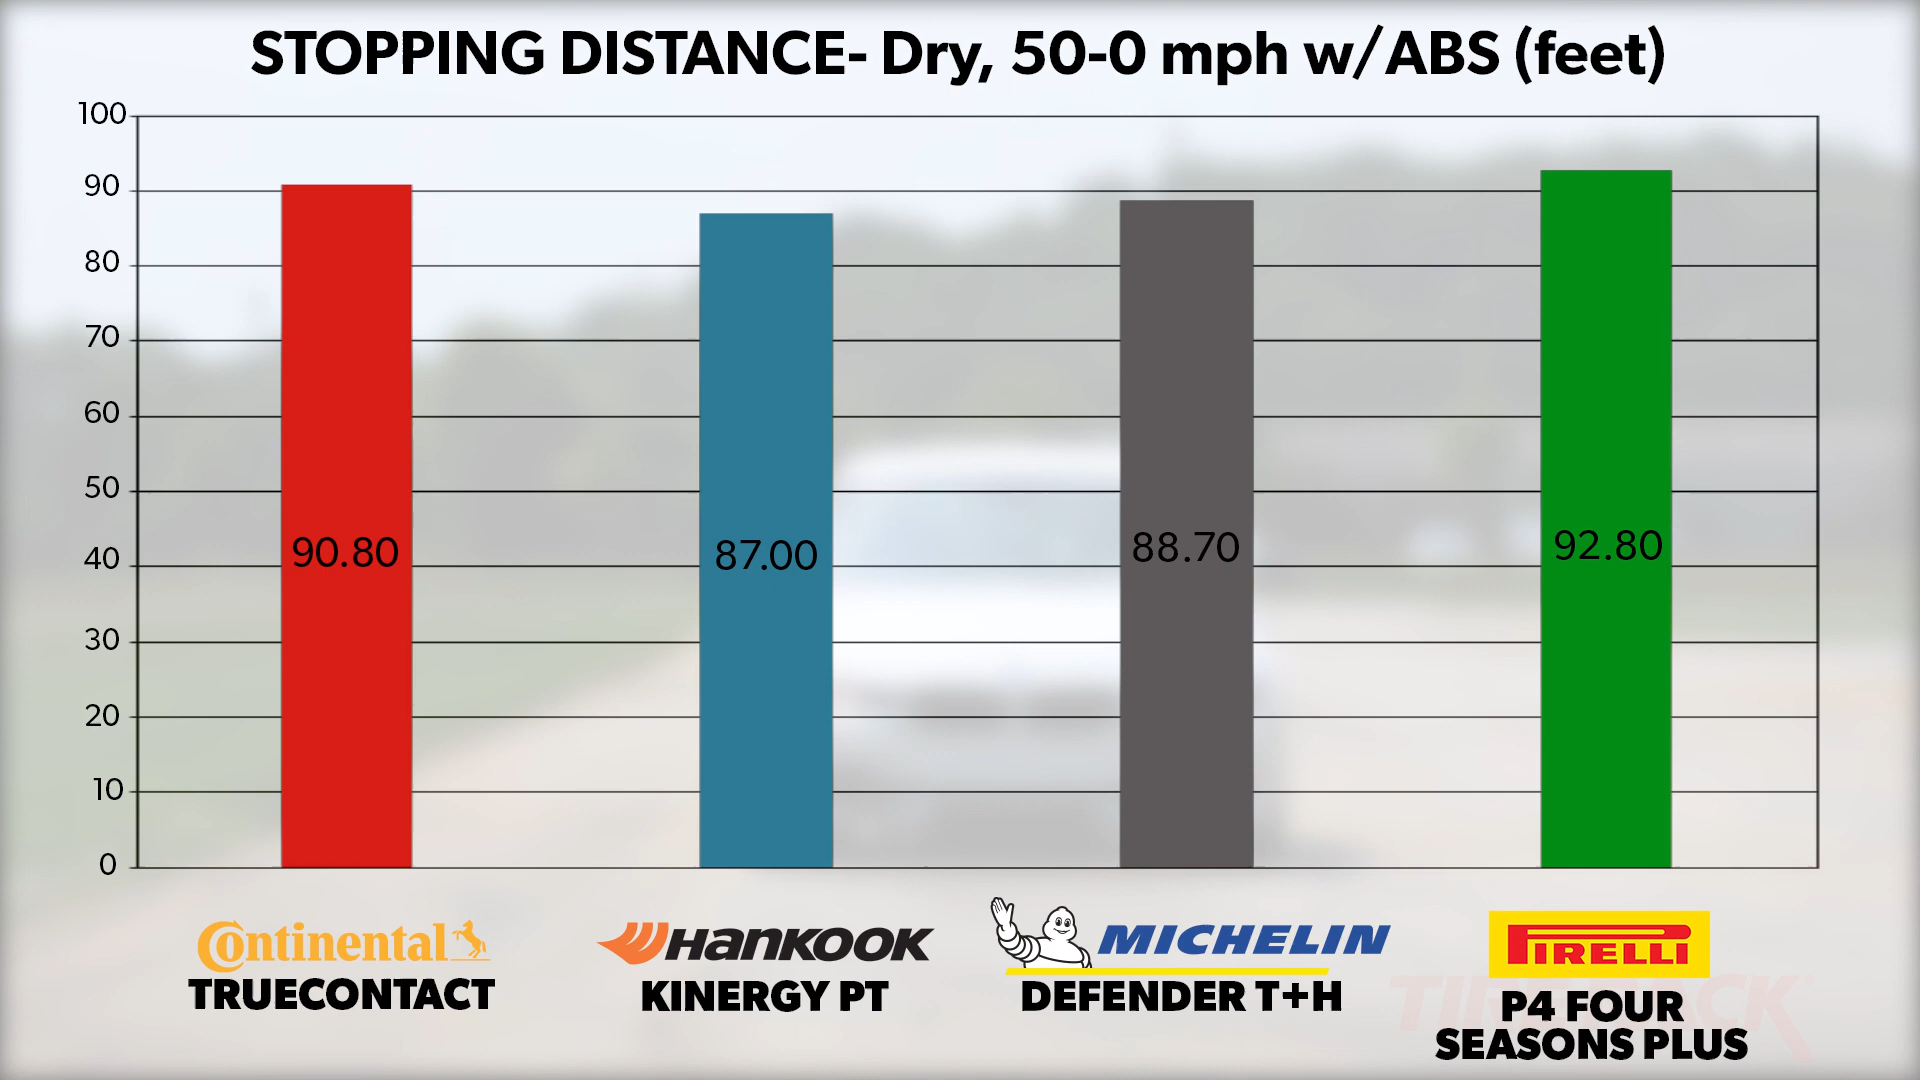 STOPPING DISTANCE- Dry, 50-0 mph w/ABS (feet)
100
90
80
70
60
50
40
30
20
10
0
90.80
87.00
88.70
92.80
Continental
TRUECONTACT
HANKOOK
KINERGY PT
MICHELIN
DEFENDER T+H
PIRELLI
P4 FOUR
SEASONS PLUS
TIRE RACK